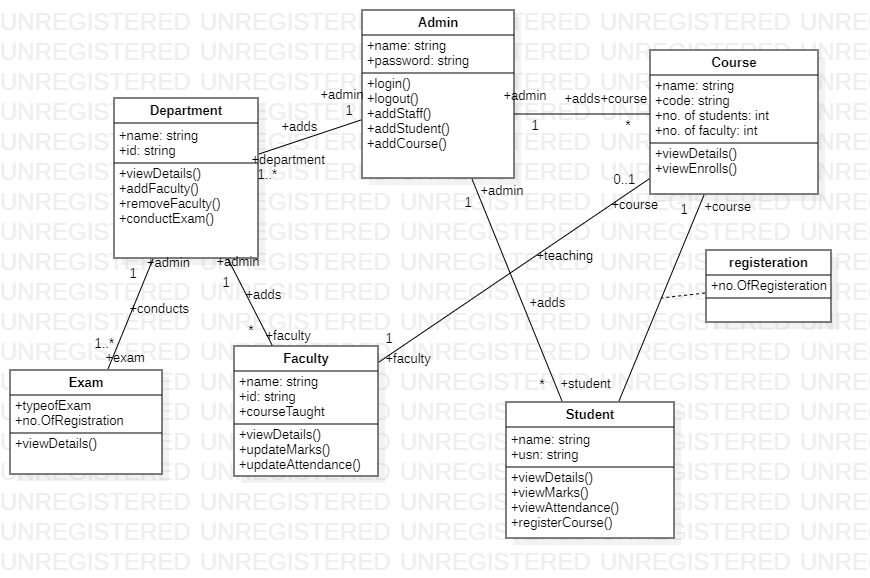 Admin
+name: string
+password: string
+login()
+logout()
+addStaff()
+addStudent()
+addCourse()
Course
+name: string
+code: string
+no. of students: int
+no. of faculty: int
+viewDetails()
+viewEnrolls()
Department
+name: string
+id: string
+viewDetails()
+addFaculty()
+removeFaculty()
+conductExam()
+admin
1
+adds
+department
1..*
+admin
1
+adds
+course
*
+admin
1
+adds
*
+student
0..1
+course
+teaching
1
+faculty
1
+course
registeration
+no.OfRegisteration
+admin
1
+conducts
1..*
+exam
+admin
1
+adds
*
+faculty
Exam
+typeofExam
+no.OfRegistration
+viewDetails()
Faculty
+name: string
+id: string
+courseTaught
+viewDetails()
+updateMarks()
+updateAttendance()
Student
+name: string
+usn: string
+viewDetails()
+viewMarks()
+viewAttendance()
+registerCourse()
UNREGISTERED UNREGISTERED UNREGISTERED UNREGISTERED UNRE